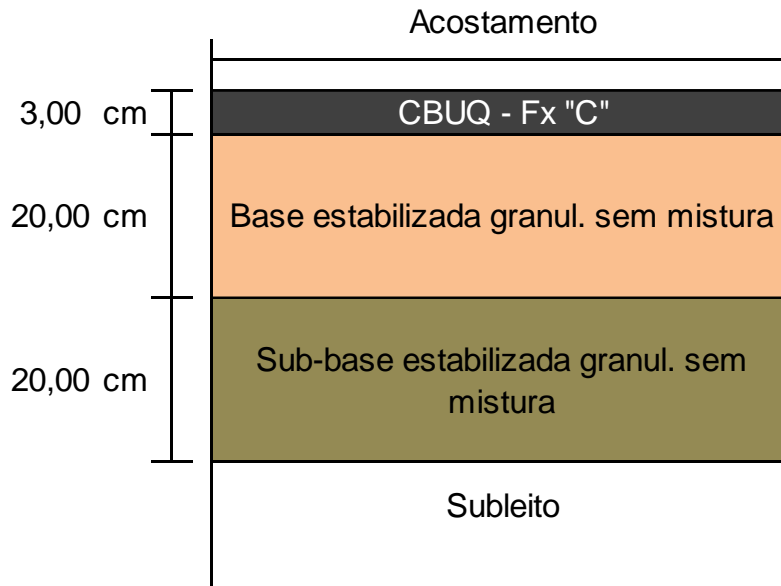 Acostamento
3,00 cm
CBUQ - Fx "C"
20,00 cm
Base estabilizada granul. sem mistura
20,00 cm
Sub-base estabilizada granul. sem
mistura
Subleito